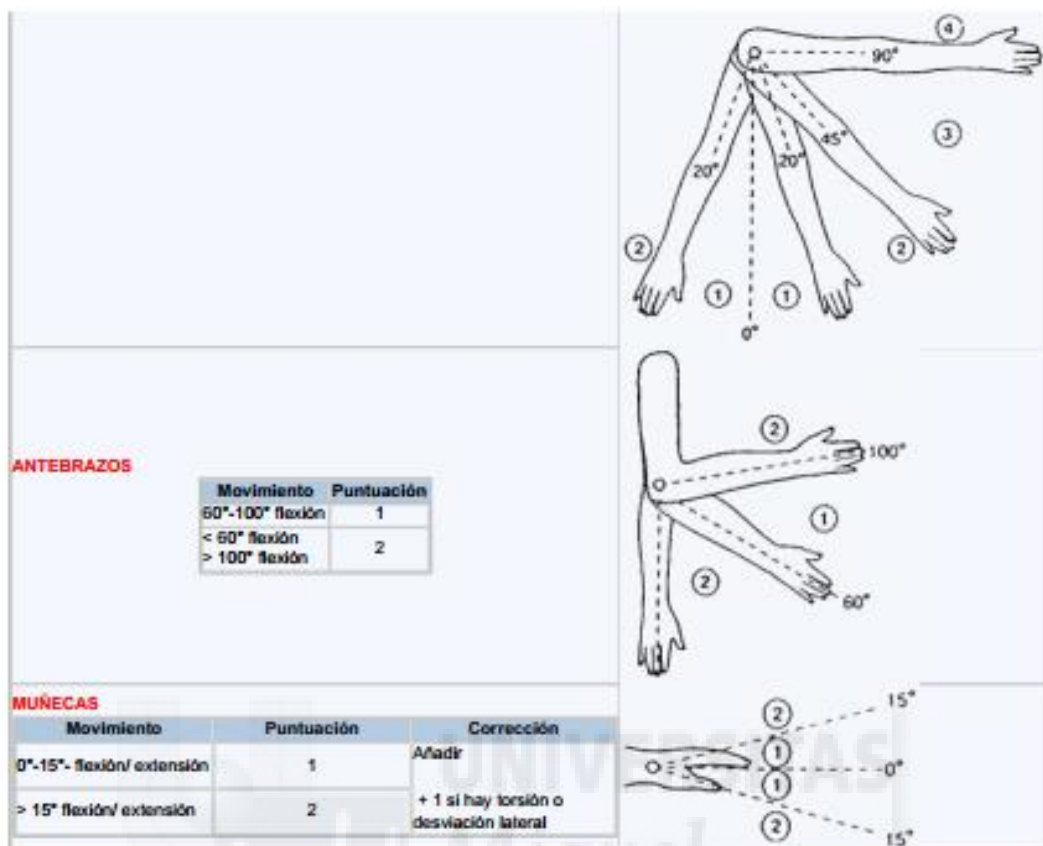 4
90°
3
45°
20°
20°
2
2
1
1
0°
ANTEBRAZOS
Movimiento Puntuación
60°-100° flexión 1
< 60° flexión
> 100° flexión
2
2
100°
1
2
60°
MUÑECAS
Movimiento Puntuación Corrección
0°-15°- flexión/ extensión 1
Añadir
> 15° flexión/ extensión 2
+ 1 si hay torsión o
desviación lateral
15°
2
1
0°
1
2
15°
UNIVERSITAS
Miguel